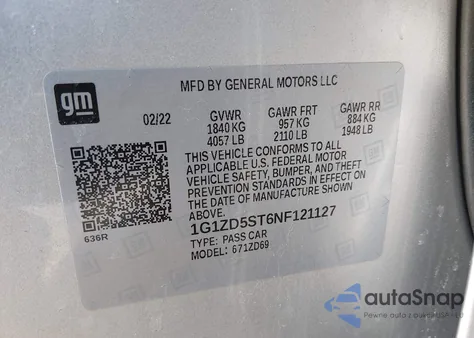 MFD BY GENERAL MOTORS LLC
gm
02/22 GVWR GAWR FRT GAWR RR
1840 KG 957 KG 884 KG
4057 LB 2110 LB 1948 LB
THIS VEHICLE CONFORMS TO ALL
APPLICABLE U.S. FEDERAL MOTOR
VEHICLE SAFETY, BUMPER, AND THEFT
PREVENTION STANDARDS IN EFFECT ON
THE DATE OF MANUFACTURE SHOWN
ABOVE.
1G1ZD5ST6NF121127
636R
TYPE: PASS CAR
MODEL: 671ZD69
autoSnap
Pewne auto z